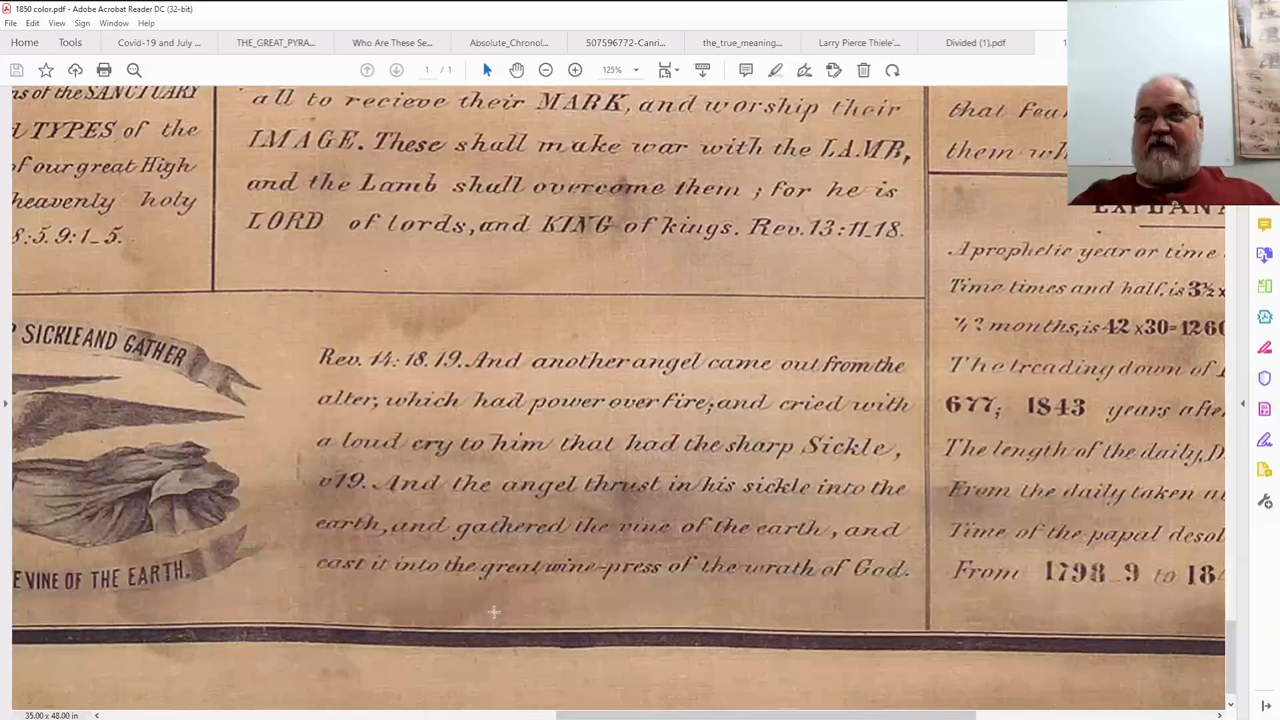 1850 color.pdf - Adobe Acrobat Reader DC (32-bit)
File Edit View Sign Window Help
Home Tools Covid-19 and July ... THE_GREAT_PYRA... Who Are These Se... Absolute_Chronol... 507596772-Canri... the_true_meaning... Larry Pierce Thiele'... Divided (1).pdf
1 / 1 125%
ns of the SANCTUARY
d TYPES of the
of our great High
heavenly holy
8:5. 9:1_5.
all to recieve their MARK, and worship their
IMAGE. These shall make war with the LAMB,
and the Lamb shall overcome them ; for he is
LORD of lords, and KING of kings. Rev. 13:11_18.
that fea
them wh
P SICKLE AND GATHER
E VINE OF THE EARTH.
Rev. 14: 18. 19. And another angel came out from the
alter; which had power over fire; and cried with
a loud cry to him that had the sharp Sickle,
v19. And the angel thrust in his sickle into the
earth, and gathered the vine of the earth, and
cast it into the great wine-press of the wrath of God.
EXPLANA
A prophetic year or time
Time times and half, is 3½ x
months, is 42 x 30=1260
The treading down of
677; 1843 years afte
The length of the daily, D
From the daily taken
Time of the papal desol
From 1798_9 to 184
35.00 x 48.00 in